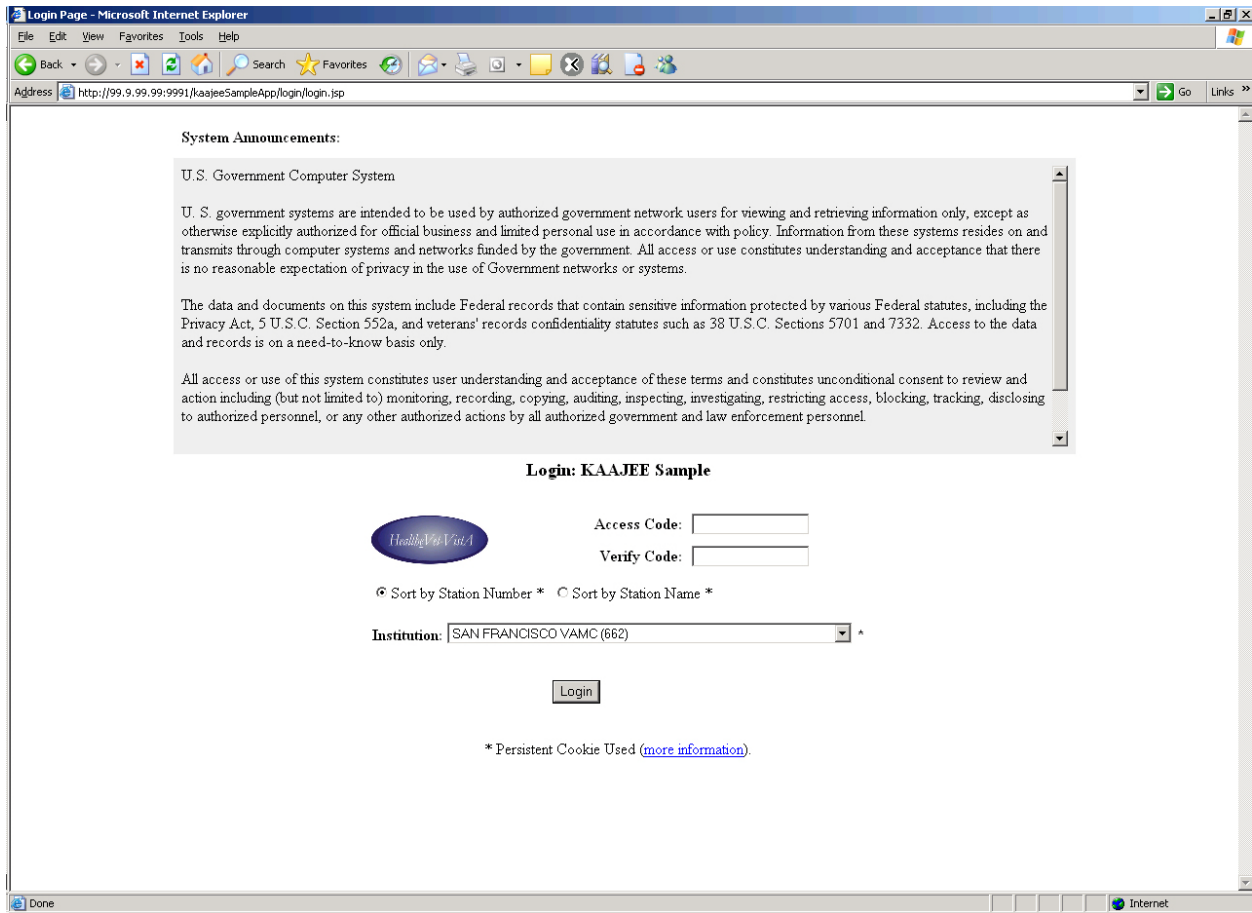 Login Page - Microsoft Internet Explorer
File Edit View Favorites Tools Help
Back Search Favorites
Address http://99.9.99.99:9991/kaajeeSampleApp/login/login.jsp Go Links »
System Announcements:
U.S. Government Computer System
U. S. government systems are intended to be used by authorized government network users for viewing and retrieving information only, except as
otherwise explicitly authorized for official business and limited personal use in accordance with policy. Information from these systems resides on and
transmits through computer systems and networks funded by the government. All access or use constitutes understanding and acceptance that there
is no reasonable expectation of privacy in the use of Government networks or systems.
The data and documents on this system include Federal records that contain sensitive information protected by various Federal statutes, including the
Privacy Act, 5 U.S.C. Section 552a, and veterans' records confidentiality statutes such as 38 U.S.C. Sections 5701 and 7332. Access to the data
and records is on a need-to-know basis only.
All access or use of this system constitutes user understanding and acceptance of these terms and constitutes unconditional consent to review and
action including (but not limited to) monitoring, recording, copying, auditing, inspecting, investigating, restricting access, blocking, tracking, disclosing
to authorized personnel, or any other authorized actions by all authorized government and law enforcement personnel.
Login: KAAJEE Sample
HealtheVet-VistA
Access Code:
Verify Code:
Sort by Station Number * Sort by Station Name *
Institution: SAN FRANCISCO VAMC (662) *
Login
* Persistent Cookie Used (more information).
Done Internet